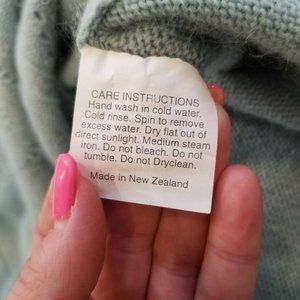 CARE INSTRUCTIONS
Hand wash in cold water.
Cold rinse. Spin to remove
excess water. Dry flat out of
direct sunlight. Medium steam
iron. Do not bleach. Do not
tumble. Do not Dryclean.
Made in New Zealand